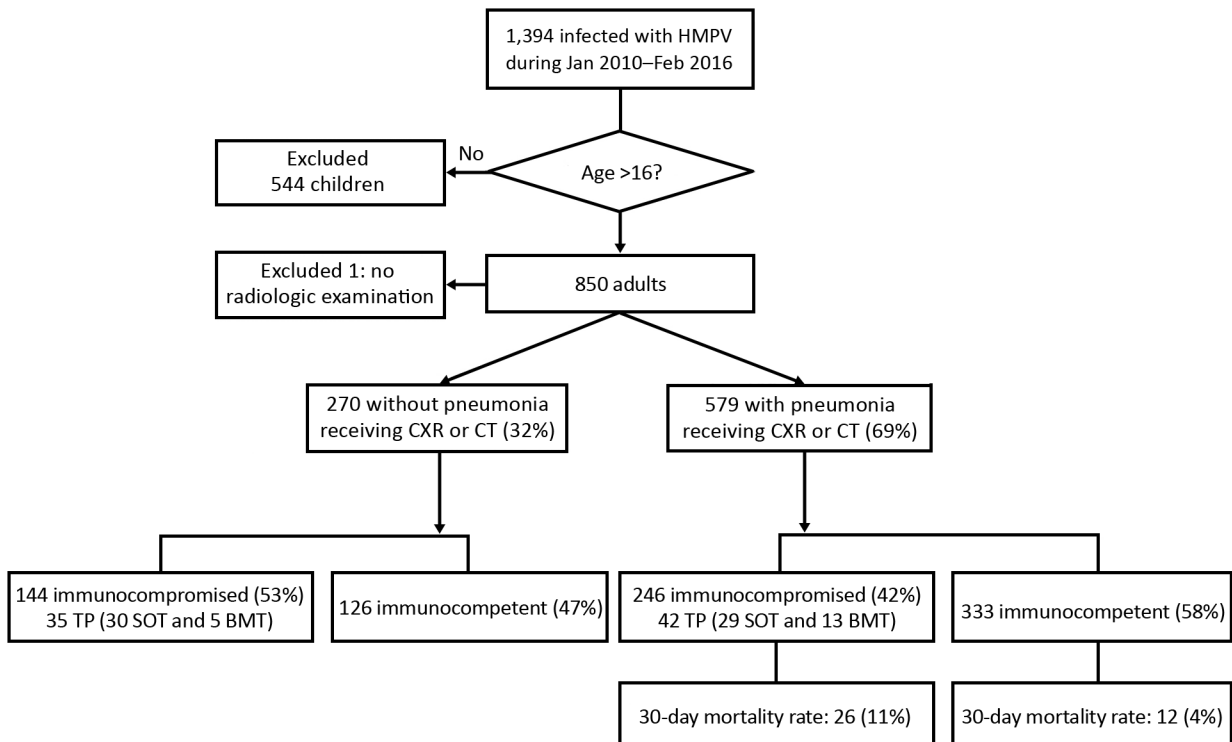 1,394 infected with HMPV
during Jan 2010–Feb 2016
No
Excluded
544 children
Age >16?
Excluded 1: no
radiologic examination
850 adults
270 without pneumonia
receiving CXR or CT (32%)
579 with pneumonia
receiving CXR or CT (69%)
144 immunocompromised (53%)
35 TP (30 SOT and 5 BMT)
126 immunocompetent (47%)
246 immunocompromised (42%)
42 TP (29 SOT and 13 BMT)
333 immunocompetent (58%)
30-day mortality rate: 26 (11%)
30-day mortality rate: 12 (4%)